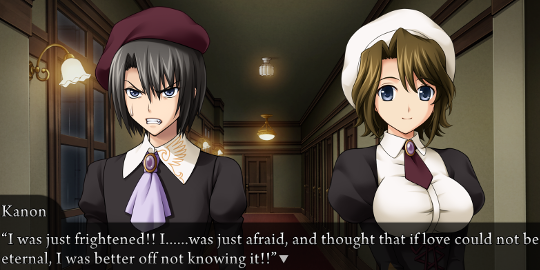 Kanon
“I was just frightened!! I......was just afraid, and thought that if love could not be
eternal, I was better off not knowing it!!”▼